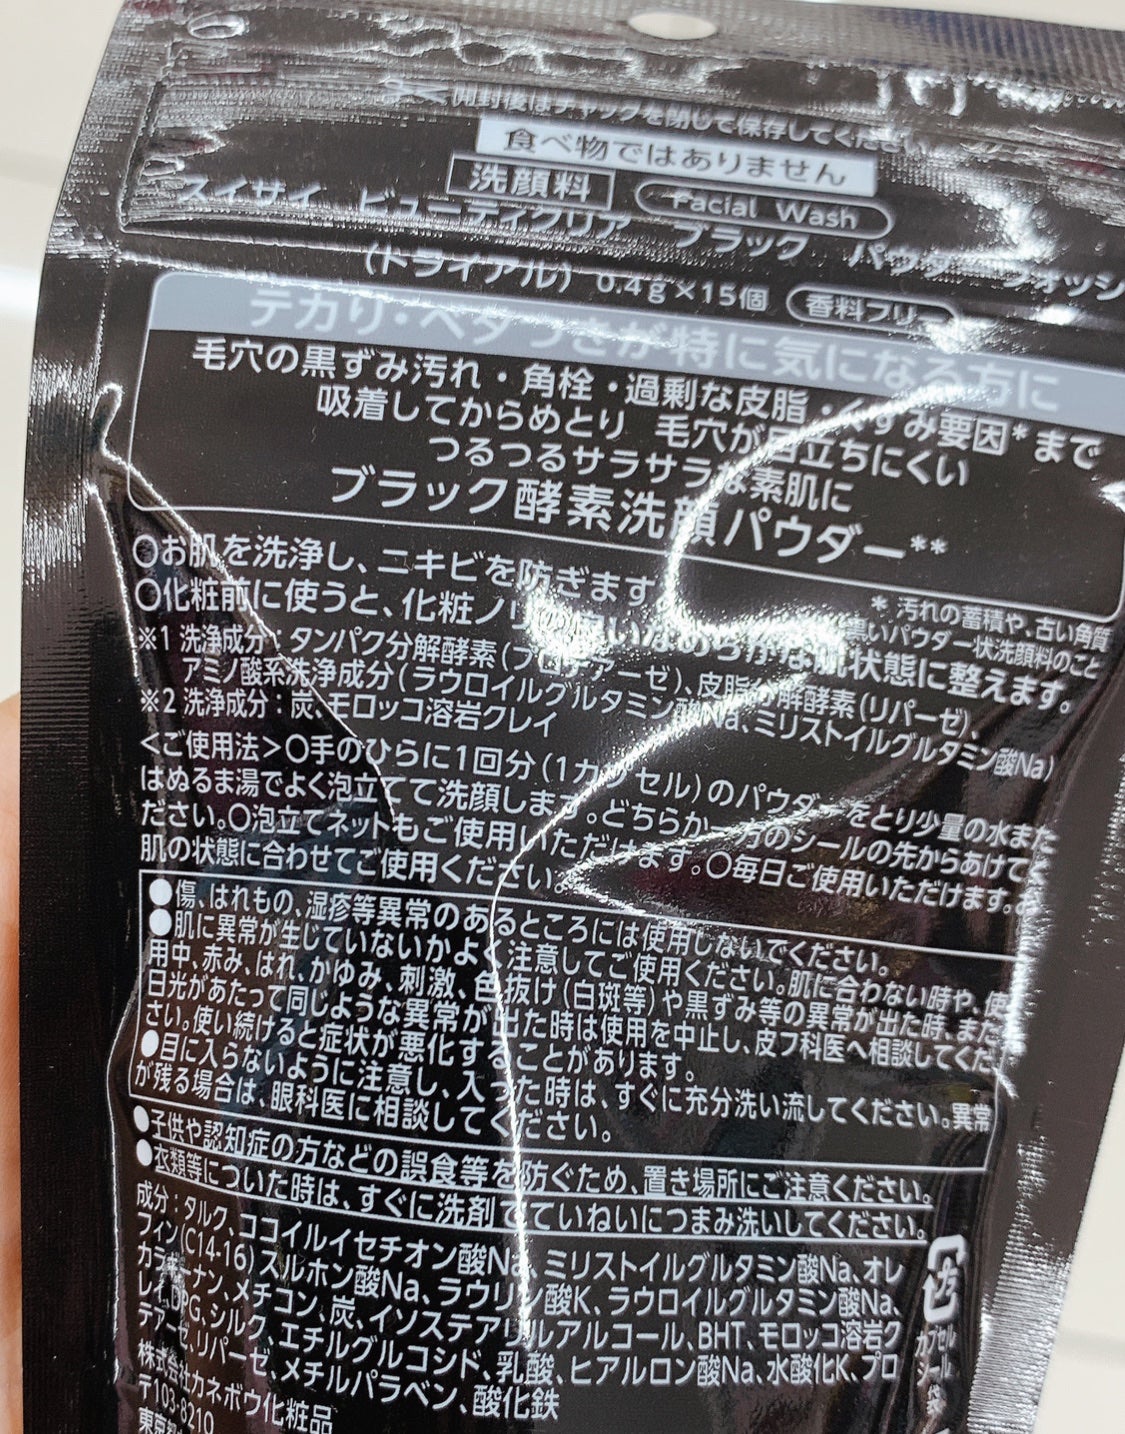 開封後はチャックを閉じて保存してください
食べ物ではありません
洗顔料 Facial Wash
スイサイ ビューティクリア ブラック パウダー ウォッシ
(トライアル) 0.4g×15個 香料フリー
テカリ・ベタつきが特に気になる方に
毛穴の黒ずみ汚れ・角栓・過剰な皮脂・くすみ要因*まで
吸着してからめとり 毛穴が目立ちにくい
つるつるサラサラな素肌に
ブラック酵素洗顔パウダー**
* 汚れの蓄積や、古い角質
黒いパウダー状洗顔料のこと
○お肌を洗浄し、ニキビを防ぎます。
○化粧前に使うと、化粧ノリの良いなめらかな肌状態に整えます。
※1 洗浄成分：タンパク分解酵素(プロテアーゼ)、皮脂分解酵素(リパーゼ)、
アミノ酸系洗浄成分(ラウロイルグルタミン酸Na、ミリストイルグルタミン酸Na)
※2 洗浄成分：炭、モロッコ溶岩クレイ
<ご使用法>○手のひらに1回分(1カプセル)のパウダーをとり少量の水また
はぬるま湯でよく泡立てて洗顔します。どちらか一方のシールの先からあけてく
ださい。○泡立てネットもご使用いただけます。○毎日ご使用いただけます。お
肌の状態に合わせてご使用ください。
●傷、はれもの、湿疹等異常のあるところには使用しないでください。
●肌に異常が生じていないかよく注意してご使用ください。肌に合わない時や、使
用中、赤み、はれ、かゆみ、刺激、色抜け(白斑等)や黒ずみ等の異常が出た時、また
日光があたって同じような異常が出た時は使用を中止し、皮フ科医へ相談してくだ
さい。使い続けると症状が悪化することがあります。
●目に入らないように注意し、入った時は、すぐに充分洗い流してください。異常
が残る場合は、眼科医に相談してください。
●子供や認知症の方などの誤食等を防ぐため、置き場所にご注意ください。
●衣類等についた時は、すぐに洗剤でていねいにつまみ洗いしてください。
成分：タルク、ココイルイセチオン酸Na、ミリストイルグルタミン酸Na、オレ
フィン(C14-16)スルホン酸Na、ラウリン酸K、ラウロイルグルタミン酸Na、
カラギーナン、メチコン、炭、イソステアリルアルコール、BHT、モロッコ溶岩ク
レイ、DPG、シルク、エチルグルコシド、乳酸、ヒアルロン酸Na、水酸化K、プロ
テアーゼ、リパーゼ、メチルパラベン、酸化鉄
プラ
カプセル
シール
袋
株式会社カネボウ化粧品
〒103-8210
東京都